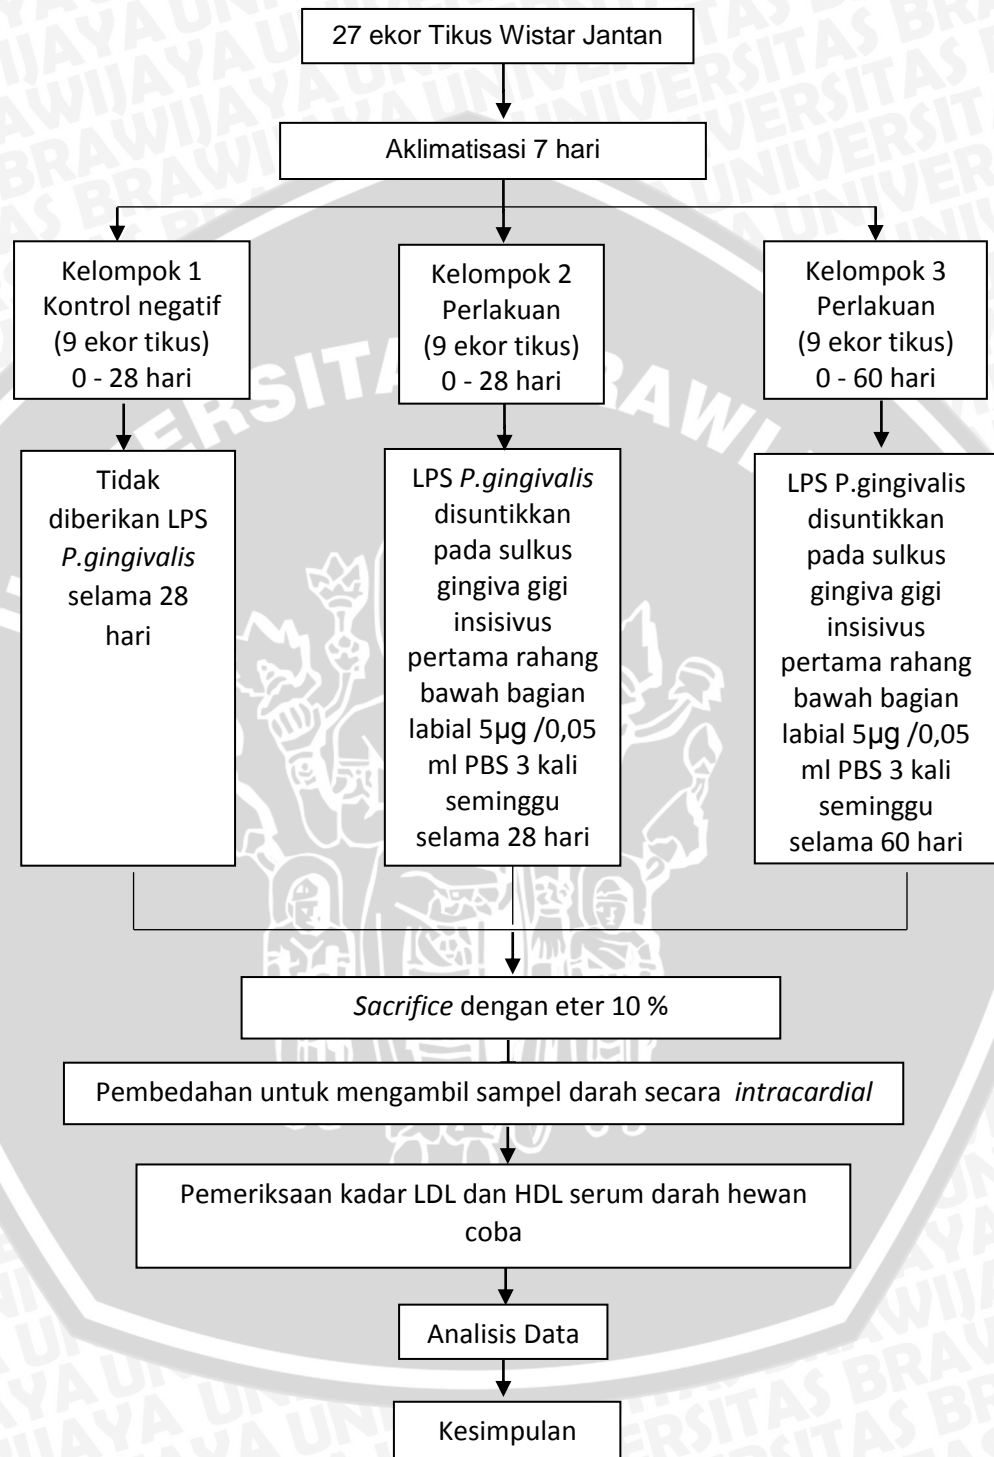 27 ekor Tikus Wistar Jantan
Aklimatisasi 7 hari
Kelompok 1
Kontrol negatif
(9 ekor tikus)
0 - 28 hari
Kelompok 2
Perlakuan
(9 ekor tikus)
0 - 28 hari
Kelompok 3
Perlakuan
(9 ekor tikus)
0 - 60 hari
Tidak
diberikan LPS
P.gingivalis
selama 28
hari
LPS P.gingivalis
disuntikkan
pada sulkus
gingiva gigi
insisivus
pertama rahang
bawah bagian
labial 5µg /0,05
ml PBS 3 kali
seminggu
selama 28 hari
LPS P.gingivalis
disuntikkan
pada sulkus
gingiva gigi
insisivus
pertama rahang
bawah bagian
labial 5µg /0,05
ml PBS 3 kali
seminggu
selama 60 hari
Sacrifice dengan eter 10 %
Pembedahan untuk mengambil sampel darah secara intracardial
Pemeriksaan kadar LDL dan HDL serum darah hewan
coba
Analisis Data
Kesimpulan